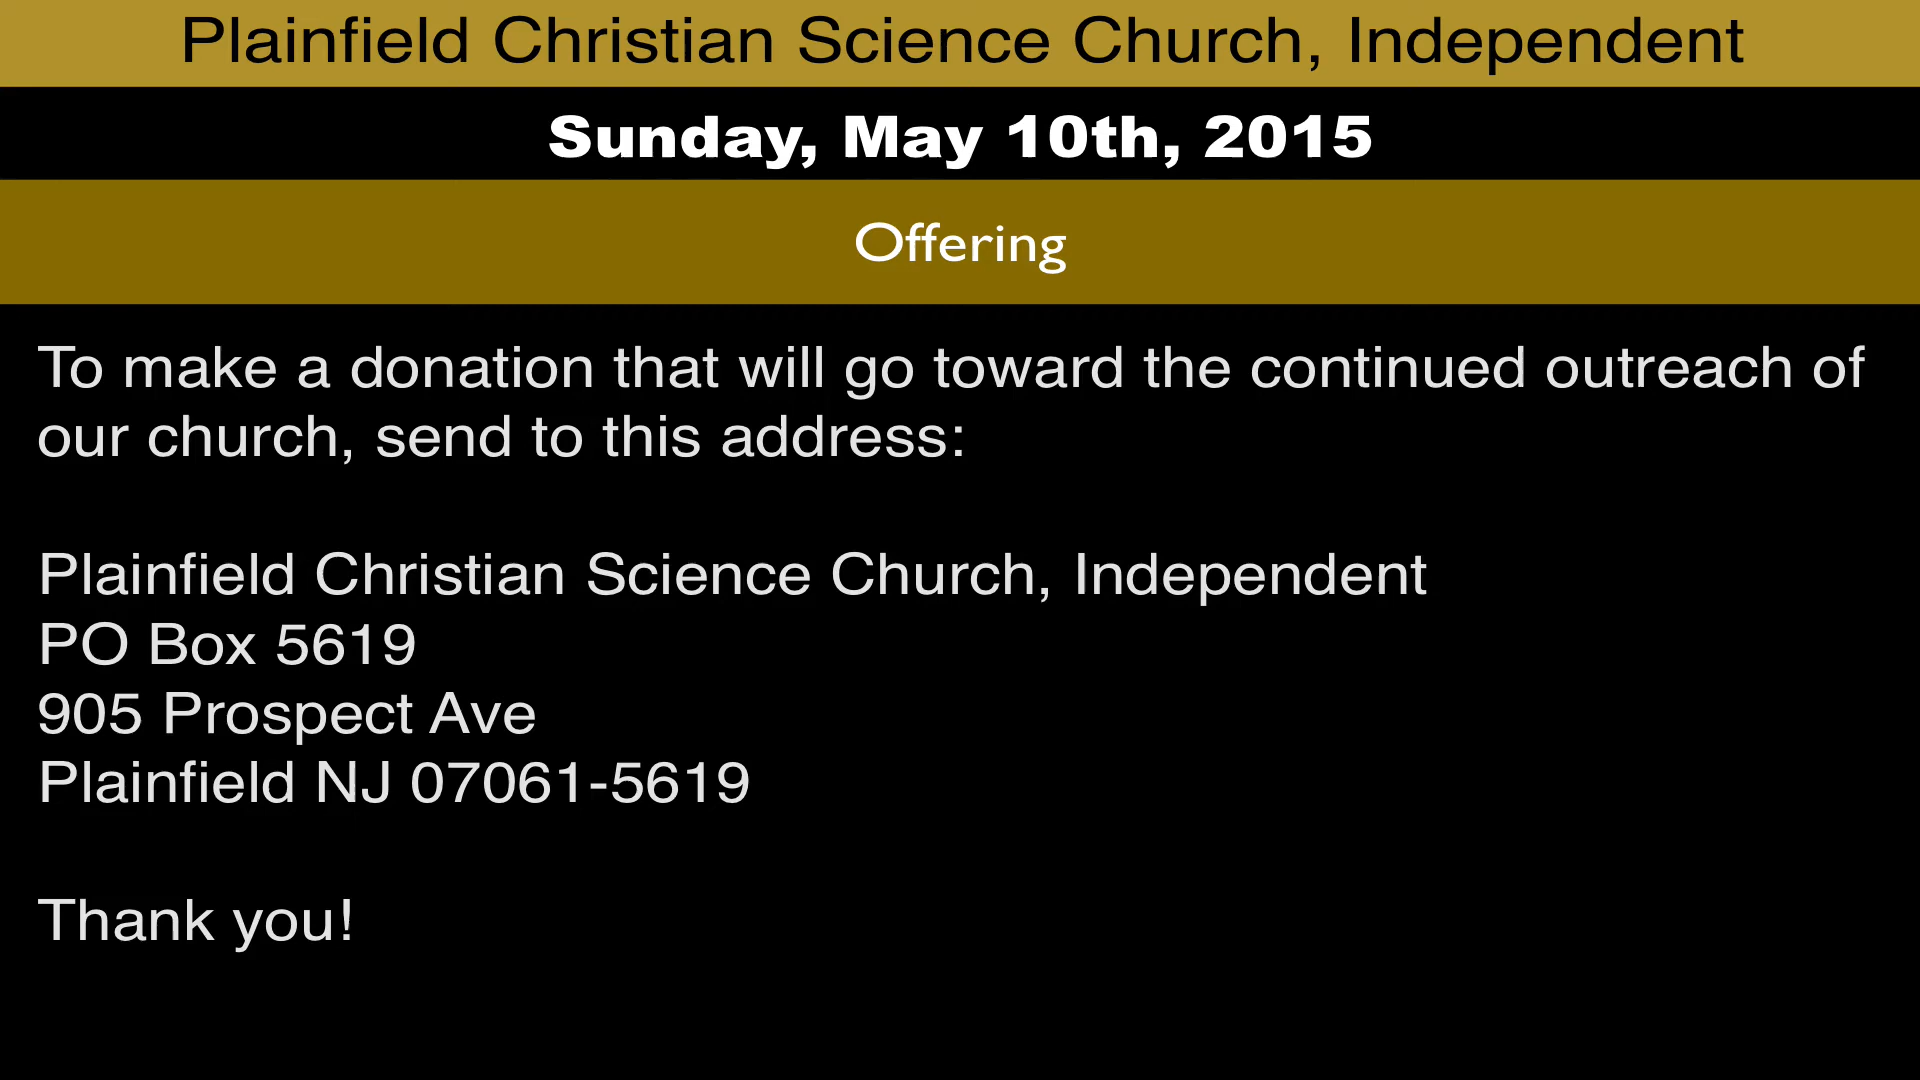 Plainfield Christian Science Church, Independent
Sunday, May 10th, 2015
Offering
To make a donation that will go toward the continued outreach of
our church, send to this address:
Plainfield Christian Science Church, Independent
PO Box 5619
905 Prospect Ave
Plainfield NJ 07061-5619
Thank you!